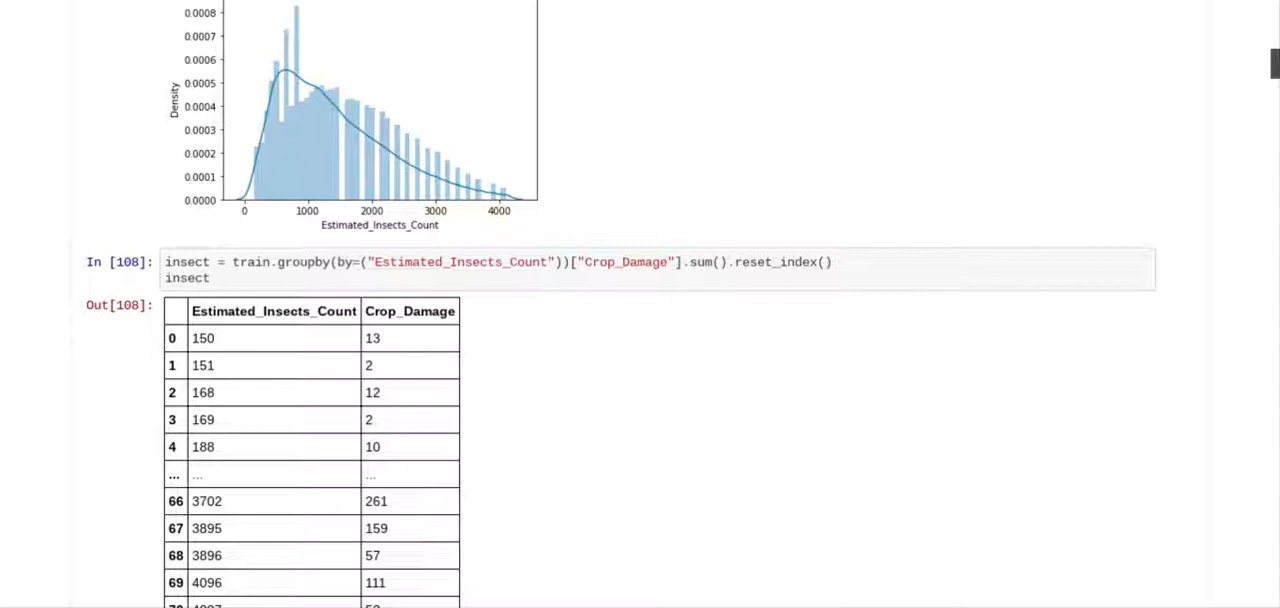 0.0008
0.0007
0.0006
0.0005
0.0004
0.0003
0.0002
0.0001
0.0000
Density
0 1000 2000 3000 4000
Estimated_Insects_Count
In [108]: insect = train.groupby(by=("Estimated_Insects_Count"))["Crop_Damage"].sum().reset_index()
insect
Out[108]:
Estimated_Insects_Count Crop_Damage
0 150 13
1 151 2
2 168 12
3 169 2
4 188 10
... ... ...
66 3702 261
67 3895 159
68 3896 57
69 4096 111